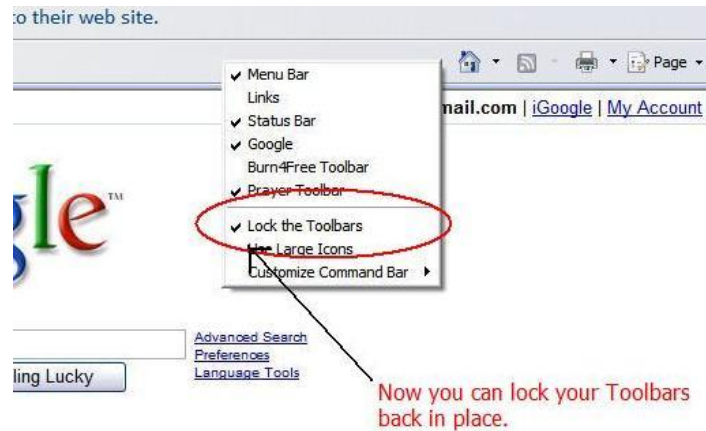 to their web site.
Page
Menu Bar
Links
mail.com | iGoogle | My Account
Status Bar
Google
Burn4Free Toolbar
Prayer Toolbar
gle TM
Lock the Toolbars
Use Large Icons
Customize Command Bar
Advanced Search
Preferences
Language Tools
ling Lucky
Now you can lock your Toolbars
back in place.